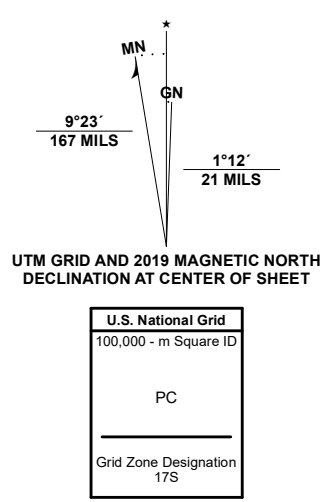 MN
GN
9°23´
167 MILS
1°12´
21 MILS
UTM GRID AND 2019 MAGNETIC NORTH
DECLINATION AT CENTER OF SHEET
U.S. National Grid
100,000 - m Square ID
PC
Grid Zone Designation
17S